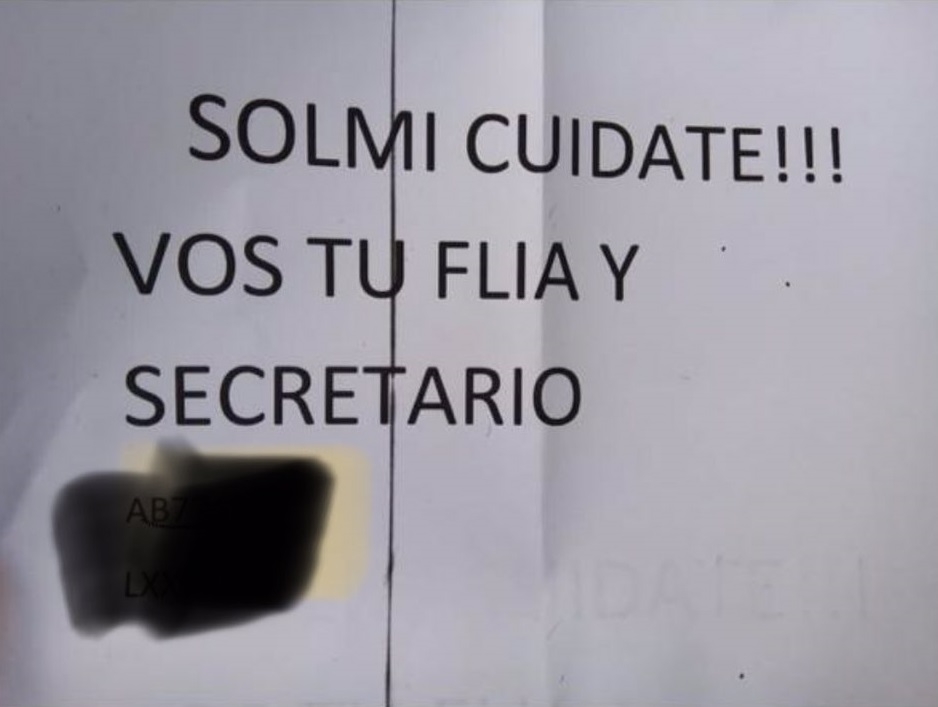 SOLMI CUIDATE!!!
VOS TU FLIA Y
SECRETARIO